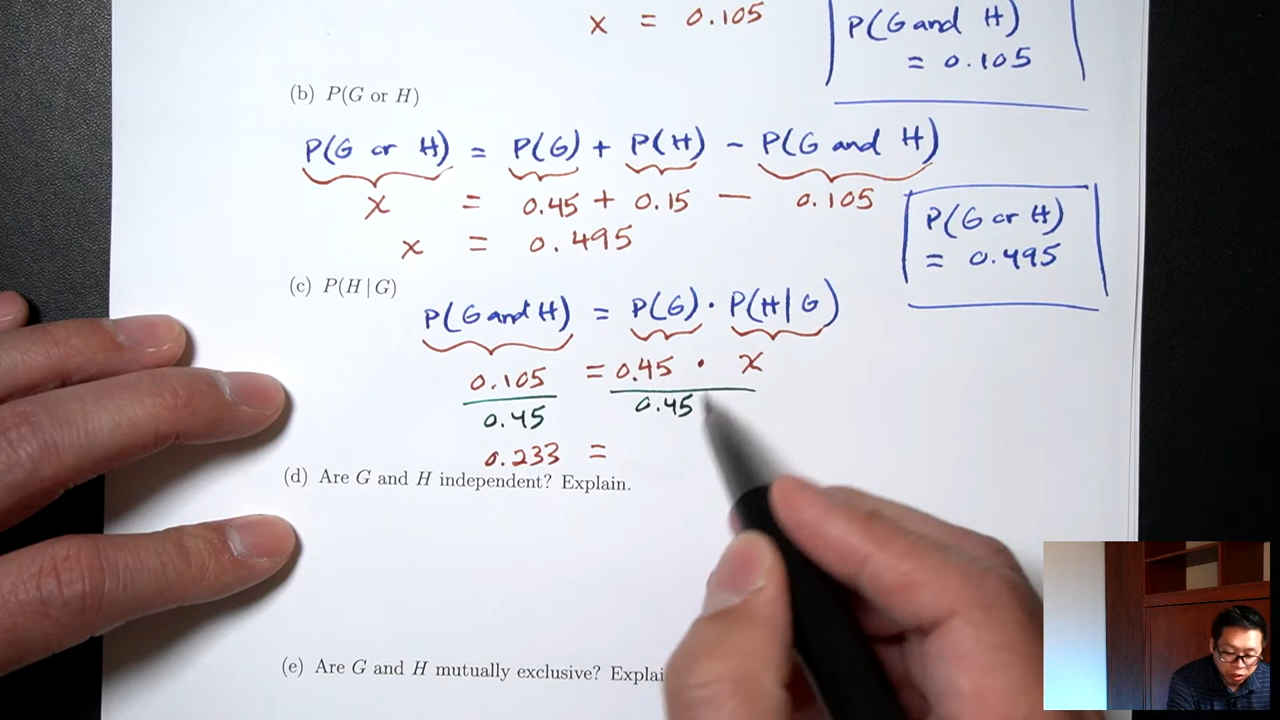 x = 0.105
P(G and H)
= 0.105
(b) P(G or H)
P(G or H) = P(G) + P(H) - P(G and H)
x = 0.45 + 0.15 - 0.105
x = 0.495
P(G or H)
= 0.495
(c) P(H | G)
P(G and H) = P(G) · P(H | G)
0.105 = 0.45 · x
0.45 0.45
0.233 =
(d) Are G and H independent? Explain.
(e) Are G and H mutually exclusive? Explai